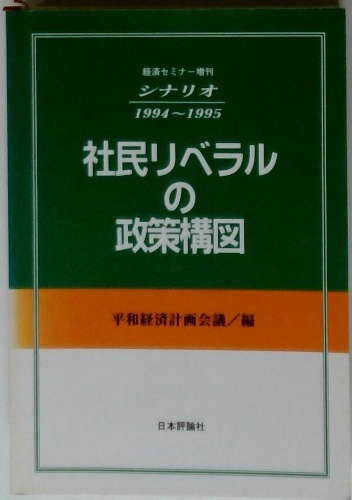 経済セミナー増刊
シナリオ
1994～1995
社民リベラル
の
政策構図
平和経済計画会議／編
日本評論社